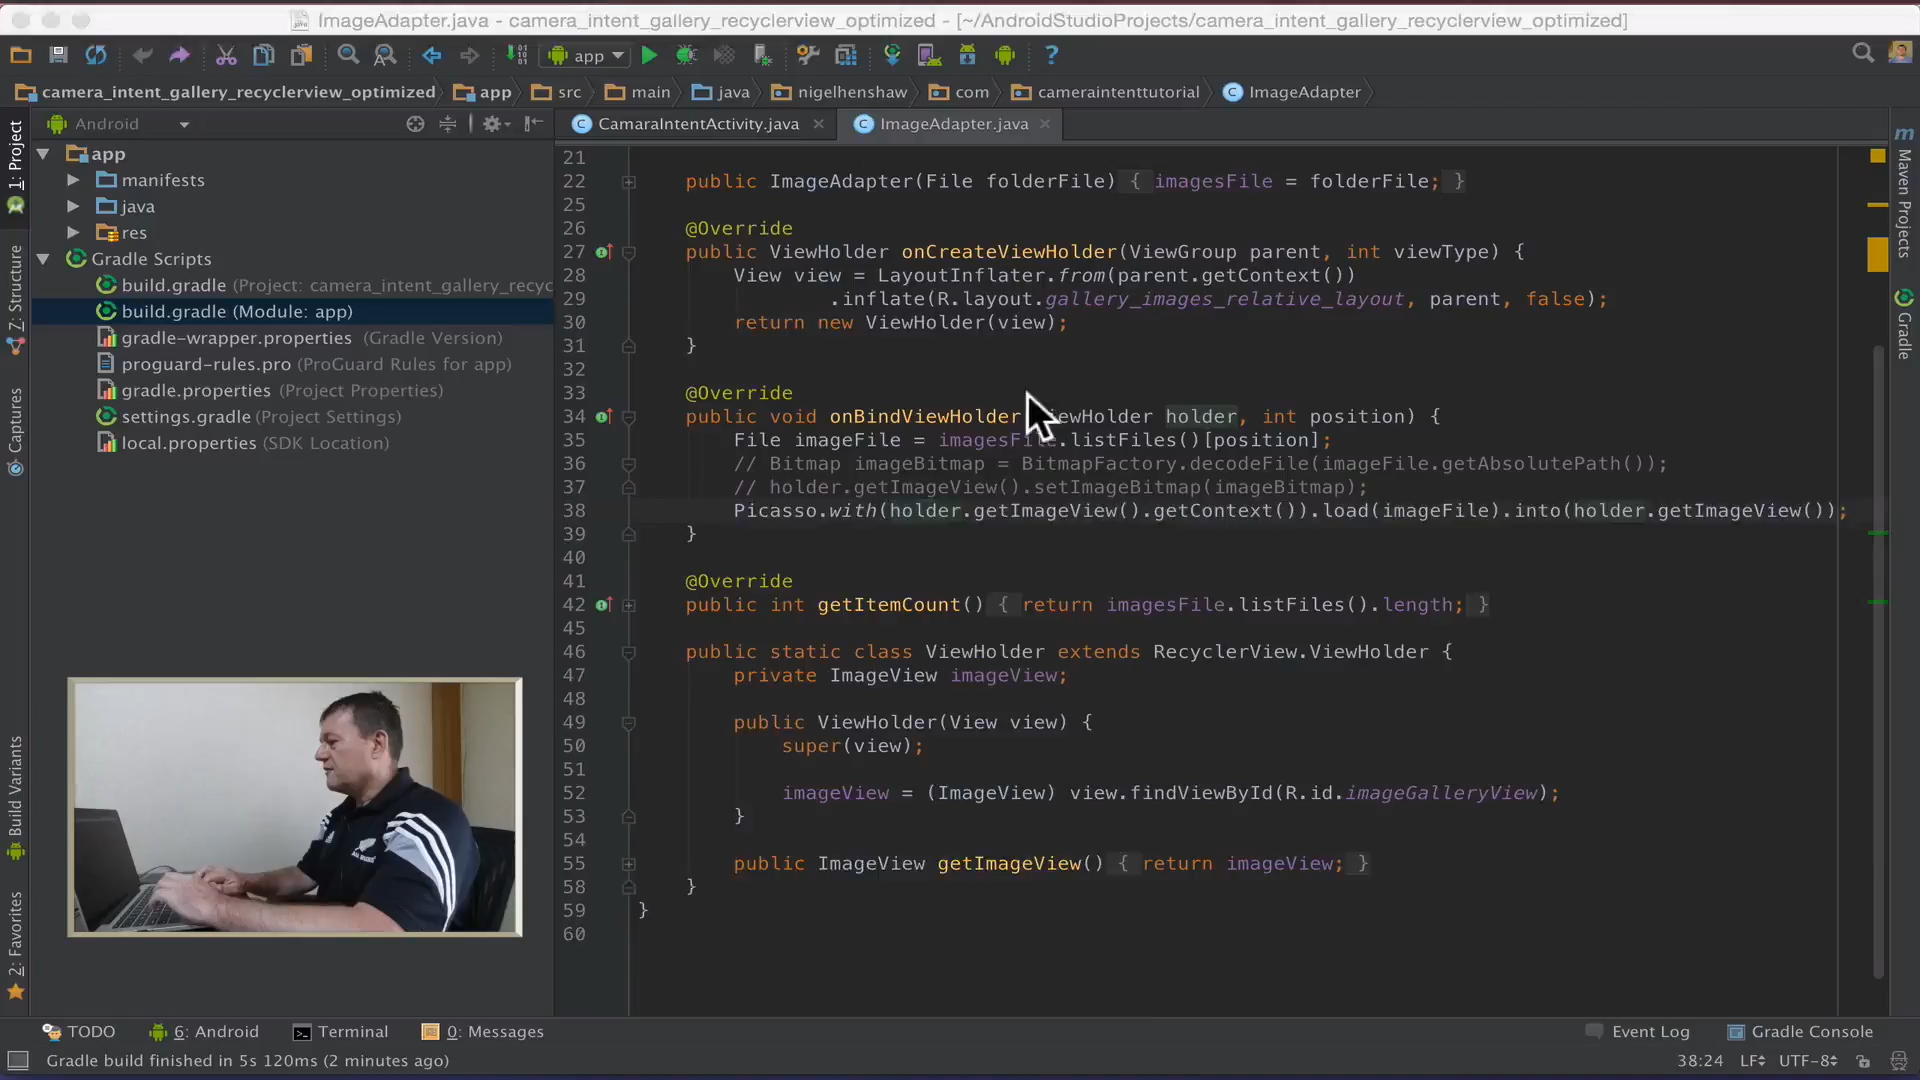 ImageAdapter.java - camera_intent_gallery_recyclerview_optimized - [~/AndroidStudioProjects/camera_intent_gallery_recyclerview_optimized]
app
camera_intent_gallery_recyclerview_optimized app src main java nigelhenshaw com cameraintenttutorial ImageAdapter
Android
CamaraIntentActivity.java ImageAdapter.java
1: Project
Z: Structure
Captures
Build Variants
2: Favorites
app
manifests
java
res
Gradle Scripts
build.gradle (Project: camera_intent_gallery_recyc
build.gradle (Module: app)
gradle-wrapper.properties (Gradle Version)
proguard-rules.pro (ProGuard Rules for app)
gradle.properties (Project Properties)
settings.gradle (Project Settings)
local.properties (SDK Location)
21
22 public ImageAdapter(File folderFile) { imagesFile = folderFile; }
25
26 @Override
27 public ViewHolder onCreateViewHolder(ViewGroup parent, int viewType) {
28 View view = LayoutInflater.from(parent.getContext())
29 .inflate(R.layout.gallery_images_relative_layout, parent, false);
30 return new ViewHolder(view);
31 }
32
33 @Override
34 public void onBindViewHolder iewHolder holder, int position) {
35 File imageFile = imagesFile.listFiles()[position];
36 // Bitmap imageBitmap = BitmapFactory.decodeFile(imageFile.getAbsolutePath());
37 // holder.getImageView().setImageBitmap(imageBitmap);
38 Picasso.with(holder.getImageView().getContext()).load(imageFile).into(holder.getImageView());
39 }
40
41 @Override
42 public int getItemCount() { return imagesFile.listFiles().length; }
45
46 public static class ViewHolder extends RecyclerView.ViewHolder {
47 private ImageView imageView;
48
49 public ViewHolder(View view) {
50 super(view);
51
52 imageView = (ImageView) view.findViewById(R.id.imageGalleryView);
53 }
54
55 public ImageView getImageView() { return imageView; }
58 }
59 }
60
m Maven Projects
Gradle
TODO 6: Android Terminal 0: Messages Event Log Gradle Console
Gradle build finished in 5s 120ms (2 minutes ago) 38:24 LF UTF-8